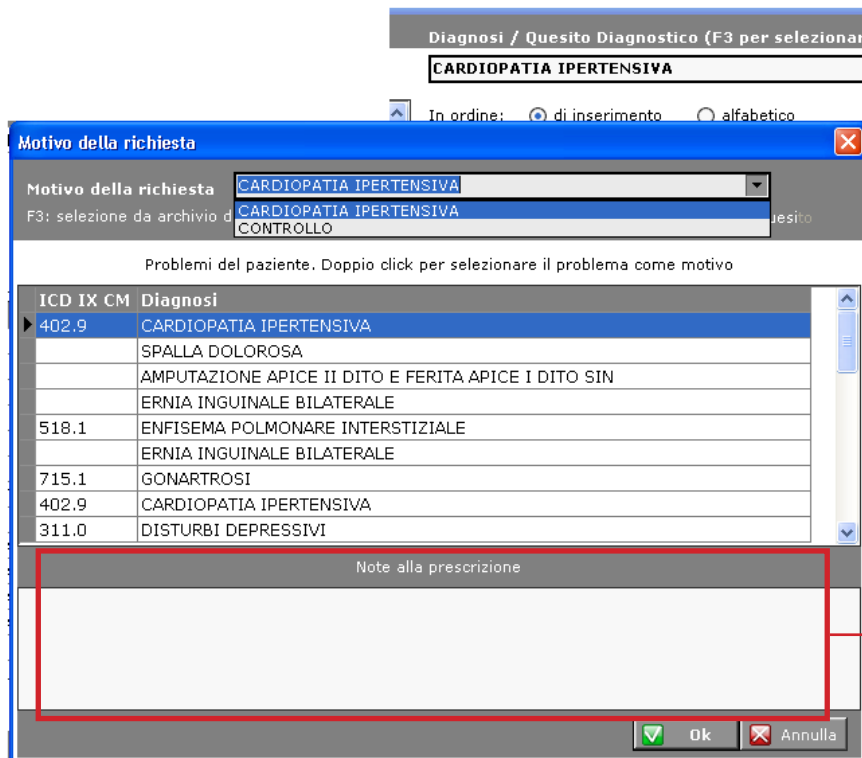 Diagnosi / Quesito Diagnostico (F3 per selezionar
CARDIOPATIA IPERTENSIVA
In ordine: di inserimento alfabetico
Motivo della richiesta
Motivo della richiesta CARDIOPATIA IPERTENSIVA
F3: selezione da archivio d CARDIOPATIA IPERTENSIVA uesito
CONTROLLO
Problemi del paziente. Doppio click per selezionare il problema come motivo
ICD IX CM Diagnosi
402.9 CARDIOPATIA IPERTENSIVA
SPALLA DOLOROSA
AMPUTAZIONE APICE II DITO E FERITA APICE I DITO SIN
ERNIA INGUINALE BILATERALE
518.1 ENFISEMA POLMONARE INTERSTIZIALE
ERNIA INGUINALE BILATERALE
715.1 GONARTROSI
402.9 CARDIOPATIA IPERTENSIVA
311.0 DISTURBI DEPRESSIVI
Note alla prescrizione
Ok Annulla